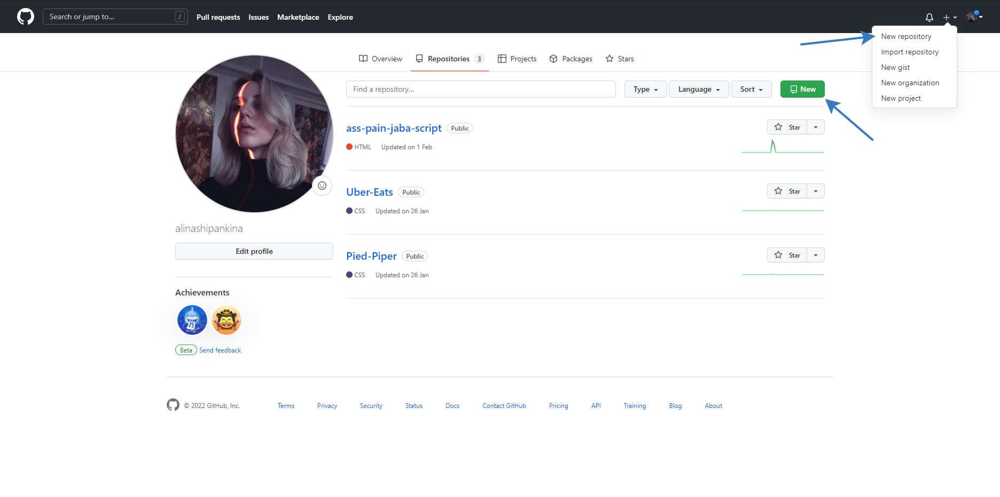 Search or jump to... /
Pull requests Issues Marketplace Explore
New repository
Import repository
New gist
New organization
New project
Overview Repositories 3 Projects Packages Stars
Find a repository... Type Language Sort New
ass-pain-jaba-script Public Star
HTML Updated on 1 Feb
Uber-Eats Public Star
CSS Updated on 26 Jan
Pied-Piper Public Star
CSS Updated on 26 Jan
alinashipankina
Edit profile
Achievements
Beta Send feedback
© 2022 GitHub, Inc. Terms Privacy Security Status Docs Contact GitHub Pricing API Training Blog About